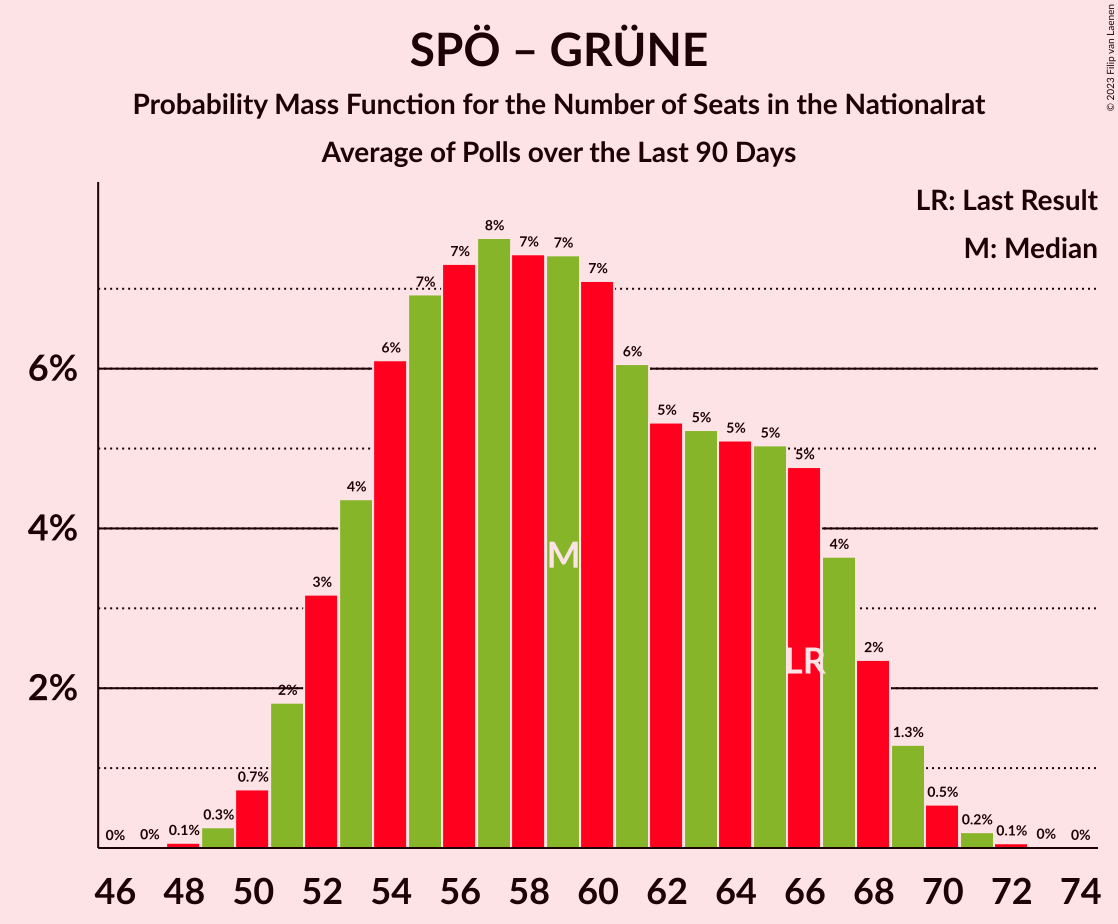 SPÖ – GRÜNE
Probability Mass Function for the Number of Seats in the Nationalrat
Average of Polls over the Last 90 Days
© 2023 Filip van Laenen
LR: Last Result
M: Median
6%
4%
2%
0% 0% 0.1% 0.3% 0.7% 2% 3% 4% 6% 7% 7% 8% 7% 7% 7% 6% 5% 5% 5% 5% 5% 4% 2% 1.3% 0.5% 0.2% 0.1% 0% 0%
M
LR
46 48 50 52 54 56 58 60 62 64 66 68 70 72 74